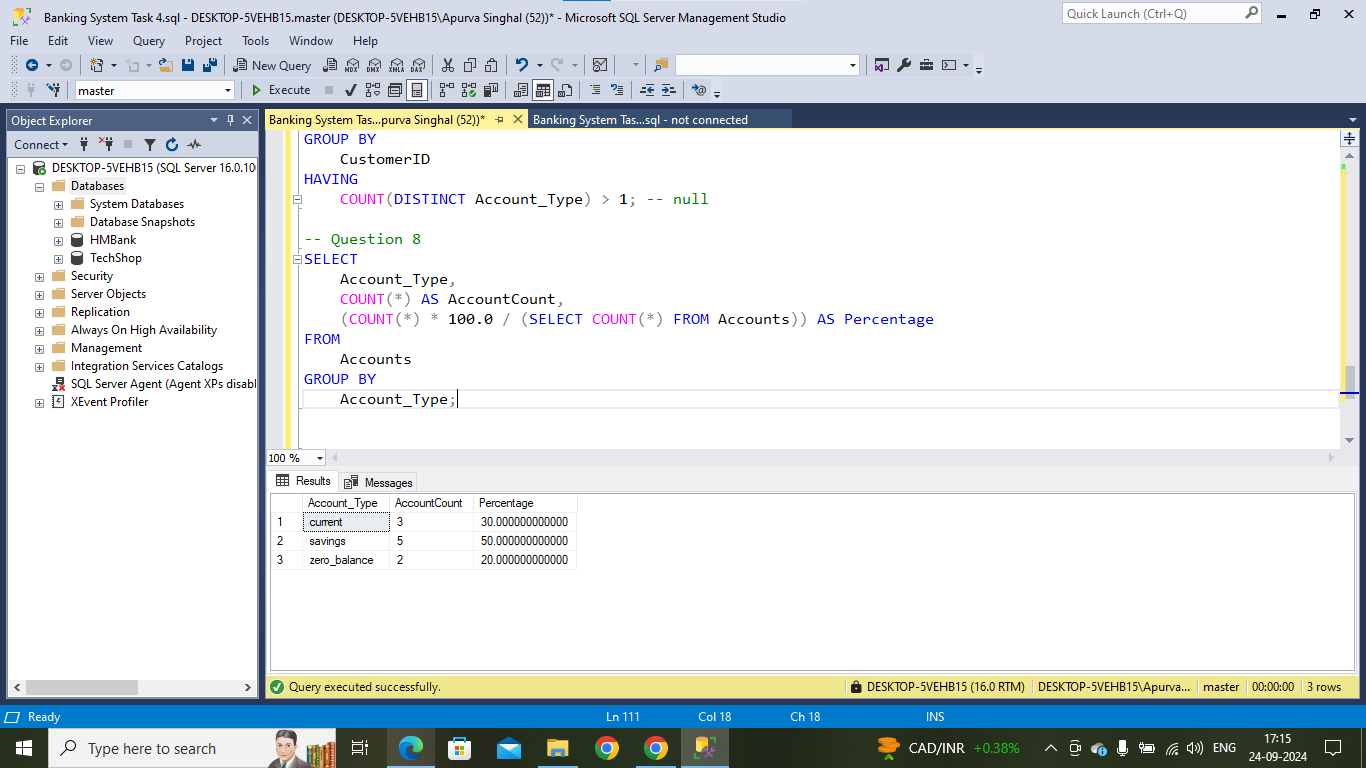 Banking System Task 4.sql - DESKTOP-5VEHB15.master (DESKTOP-5VEHB15\Apurva Singhal (52))* - Microsoft SQL Server Management Studio
Quick Launch (Ctrl+Q)
File Edit View Query Project Tools Window Help
New Query MDX DMX XMLA DAX
master Execute
Object Explorer
Connect
DESKTOP-5VEHB15 (SQL Server 16.0.10
Databases
System Databases
Database Snapshots
HMBank
TechShop
Security
Server Objects
Replication
Always On High Availability
Management
Integration Services Catalogs
SQL Server Agent (Agent XPs disabl
XEvent Profiler
Banking System Tas...purva Singhal (52))* Banking System Tas...sql - not connected
GROUP BY
CustomerID
HAVING
COUNT(DISTINCT Account_Type) > 1; -- null
-- Question 8
SELECT
Account_Type,
COUNT(*) AS AccountCount,
(COUNT(*) * 100.0 / (SELECT COUNT(*) FROM Accounts)) AS Percentage
FROM
Accounts
GROUP BY
Account_Type;
100 %
Results Messages
Account_Type AccountCount Percentage
1 current 3 30.000000000000
2 savings 5 50.000000000000
3 zero_balance 2 20.000000000000
Query executed successfully. DESKTOP-5VEHB15 (16.0 RTM) DESKTOP-5VEHB15\Apurva... master 00:00:00 3 rows
Ready Ln 111 Col 18 Ch 18 INS
Type here to search CAD/INR +0.38% ENG 17:15
24-09-2024